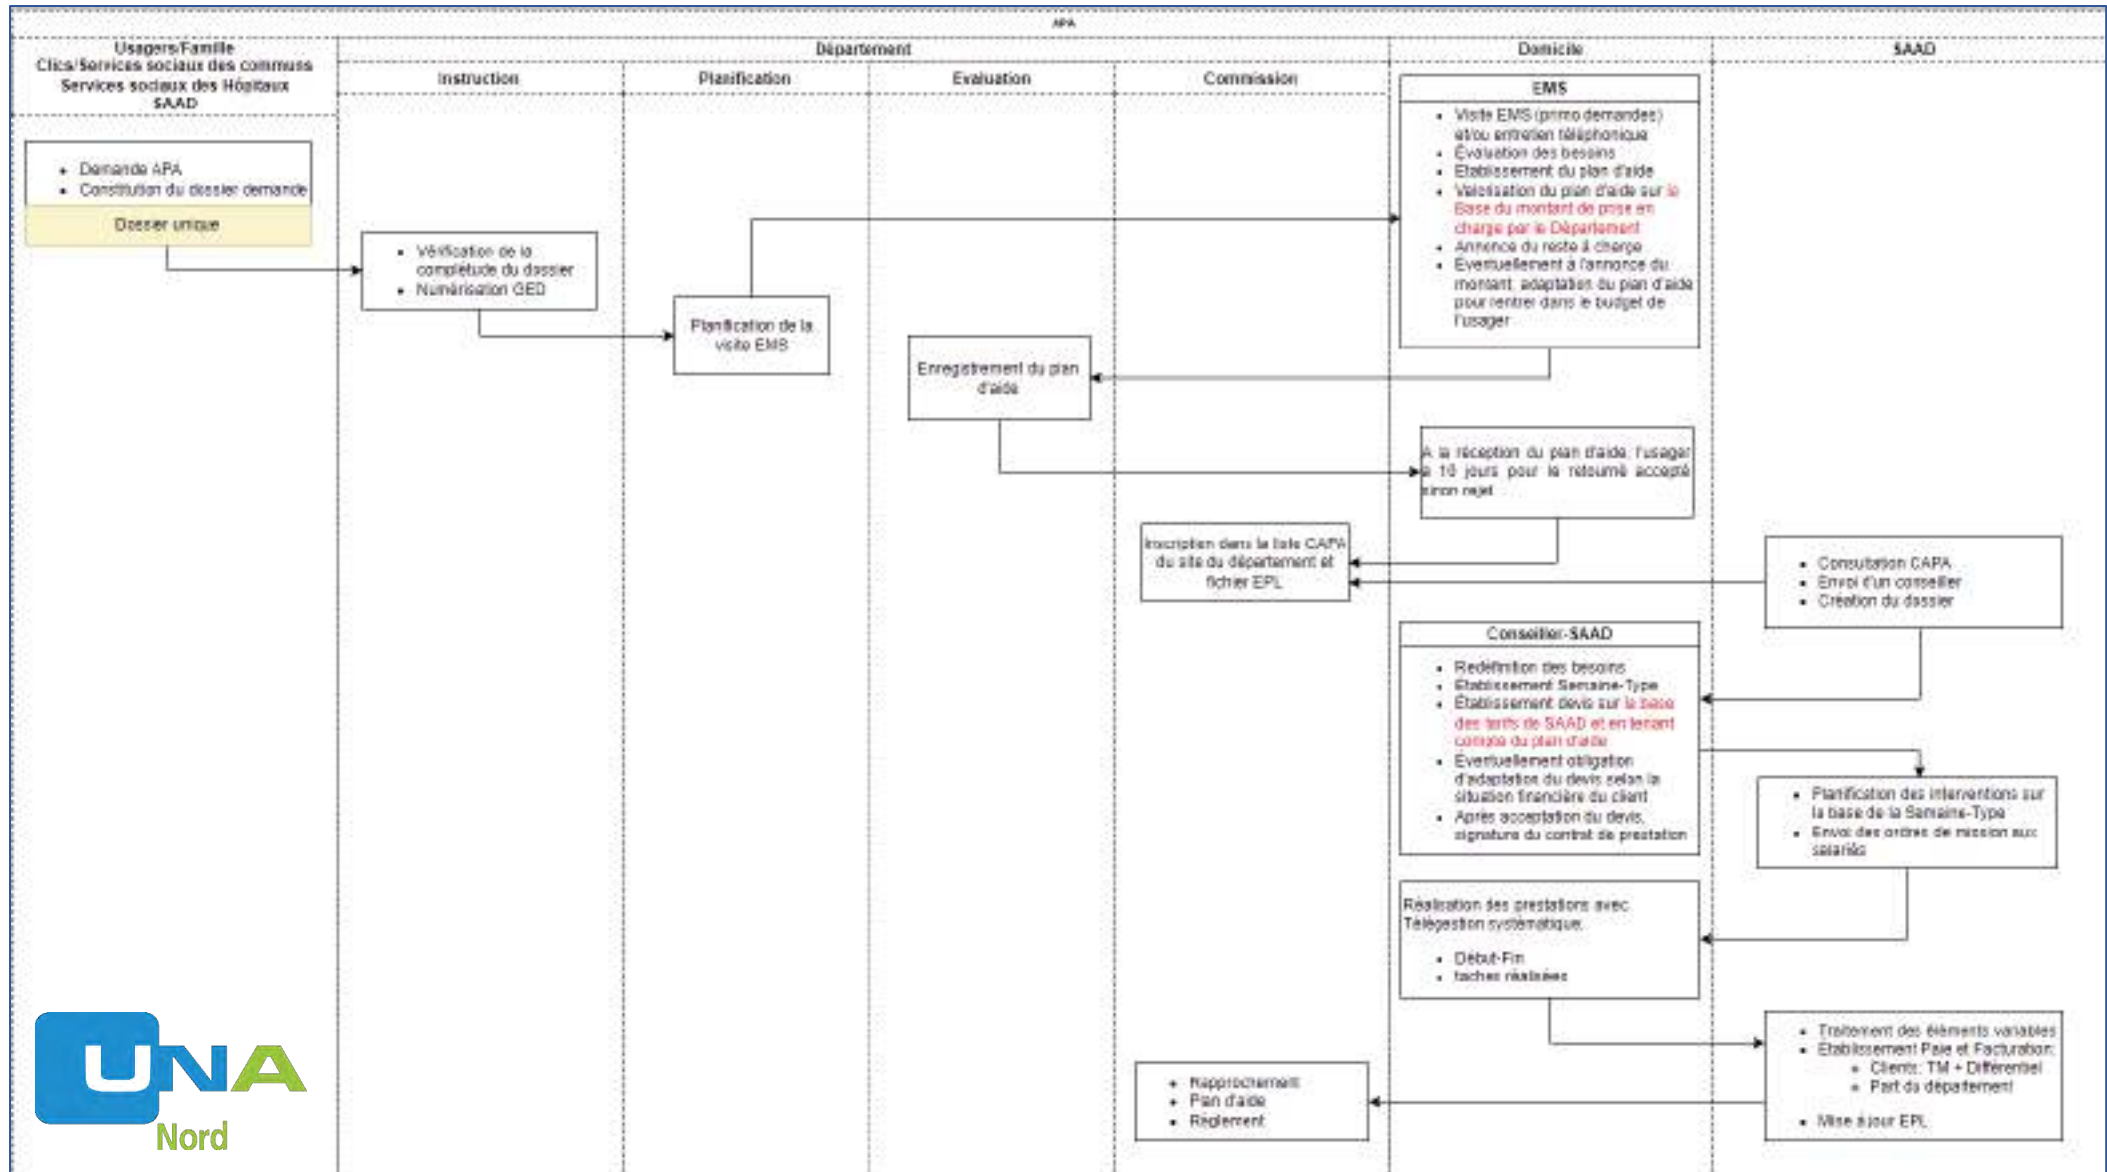 APA
Usagers/Famille
Clics/Services sociaux des communs
Services sociaux des Hôpitaux
SAAD
Département
Domicile
SAAD
Instruction
Planification
Evaluation
Commission
Demande APA
Constitution du dossier demande
Dossier unique
Vérification de la
complétude du dossier
Numérisation GED
Planification de la
visite EMS
EMS
Visite EMS (primo demandes)
et/ou entretien téléphonique
Évaluation des besoins
Etablissement du plan d'aide
Valorisation du plan d'aide sur la
Base du montant de prise en
charge par le Département
Annonce du reste à charge
Eventuellement à l'annonce du
montant, adaptation du plan d'aide
pour rentrer dans le budget de
l'usager
Enregistrement du plan
d'aide
A la réception du plan d'aide, l'usager
a 10 jours pour le retourné accepté
sinon rejet
Inscription dans la liste CAPA
du site du département et
fichier EPL
Consultation CAPA
Envoi d'un conseiller
Création du dossier
Conseiller-SAAD
Redéfinition des besoins
Etablissement Semaine-Type
Établissement devis sur la base
des tarifs de SAAD et en tenant
compte du plan d'aide
Éventuellement obligation
d'adaptation du devis selon la
situation financière du client
Après acceptation du devis,
signature du contrat de prestation
Planification des interventions sur
la base de la Semaine-Type
Envoi des ordres de mission aux
salariés
Réalisation des prestations avec
Télégestion systématique:
Début-Fin
taches réalisées
Traitement des éléments variables
Etablissement Paie et Facturation:
Clients: TM + Différentiel
Part du département
Mise à jour EPL
Rapprochement
Plan d'aide
Règlement
UNA
Nord